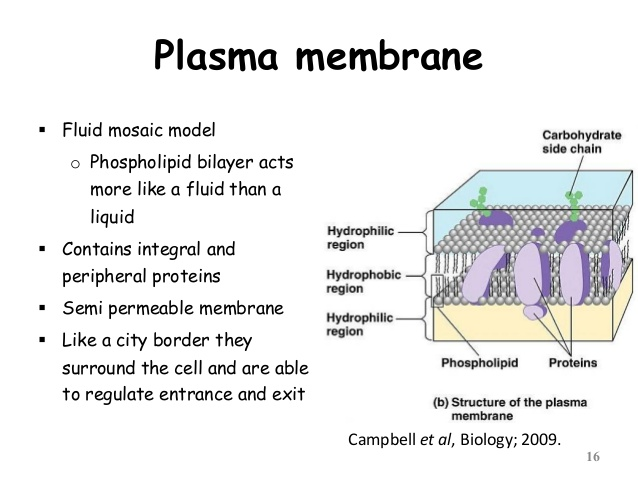 Plasma membrane
▪ Fluid mosaic model
o Phospholipid bilayer acts
more like a fluid than a
liquid
▪ Contains integral and
peripheral proteins
▪ Semi permeable membrane
▪ Like a city border they
surround the cell and are able
to regulate entrance and exit
Carbohydrate
side chain
Hydrophilic
region
Hydrophobic
region
Hydrophilic
region
Phospholipid
Proteins
(b) Structure of the plasma
membrane
Campbell et al, Biology; 2009.
16